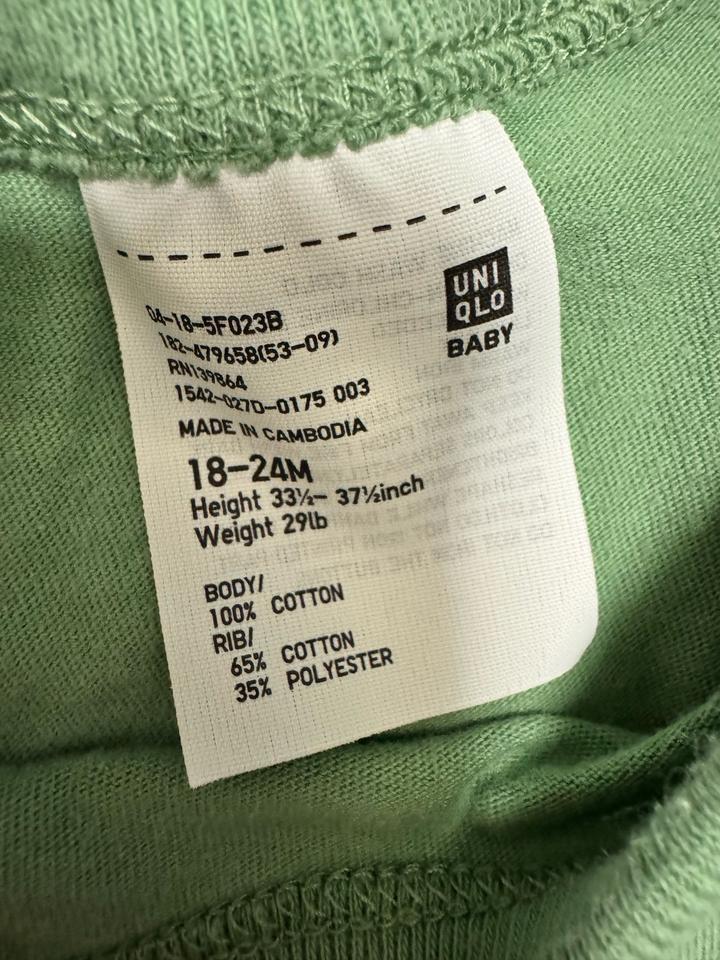 UNI
QLO
BABY
04-18-5F023B
182-479658(53-09)
RN139864
1542-027D-0175 003
MADE IN CAMBODIA
18-24M
Height 33½- 37½inch
Weight 29lb
BODY/
100% COTTON
RIB/
65% COTTON
35% POLYESTER